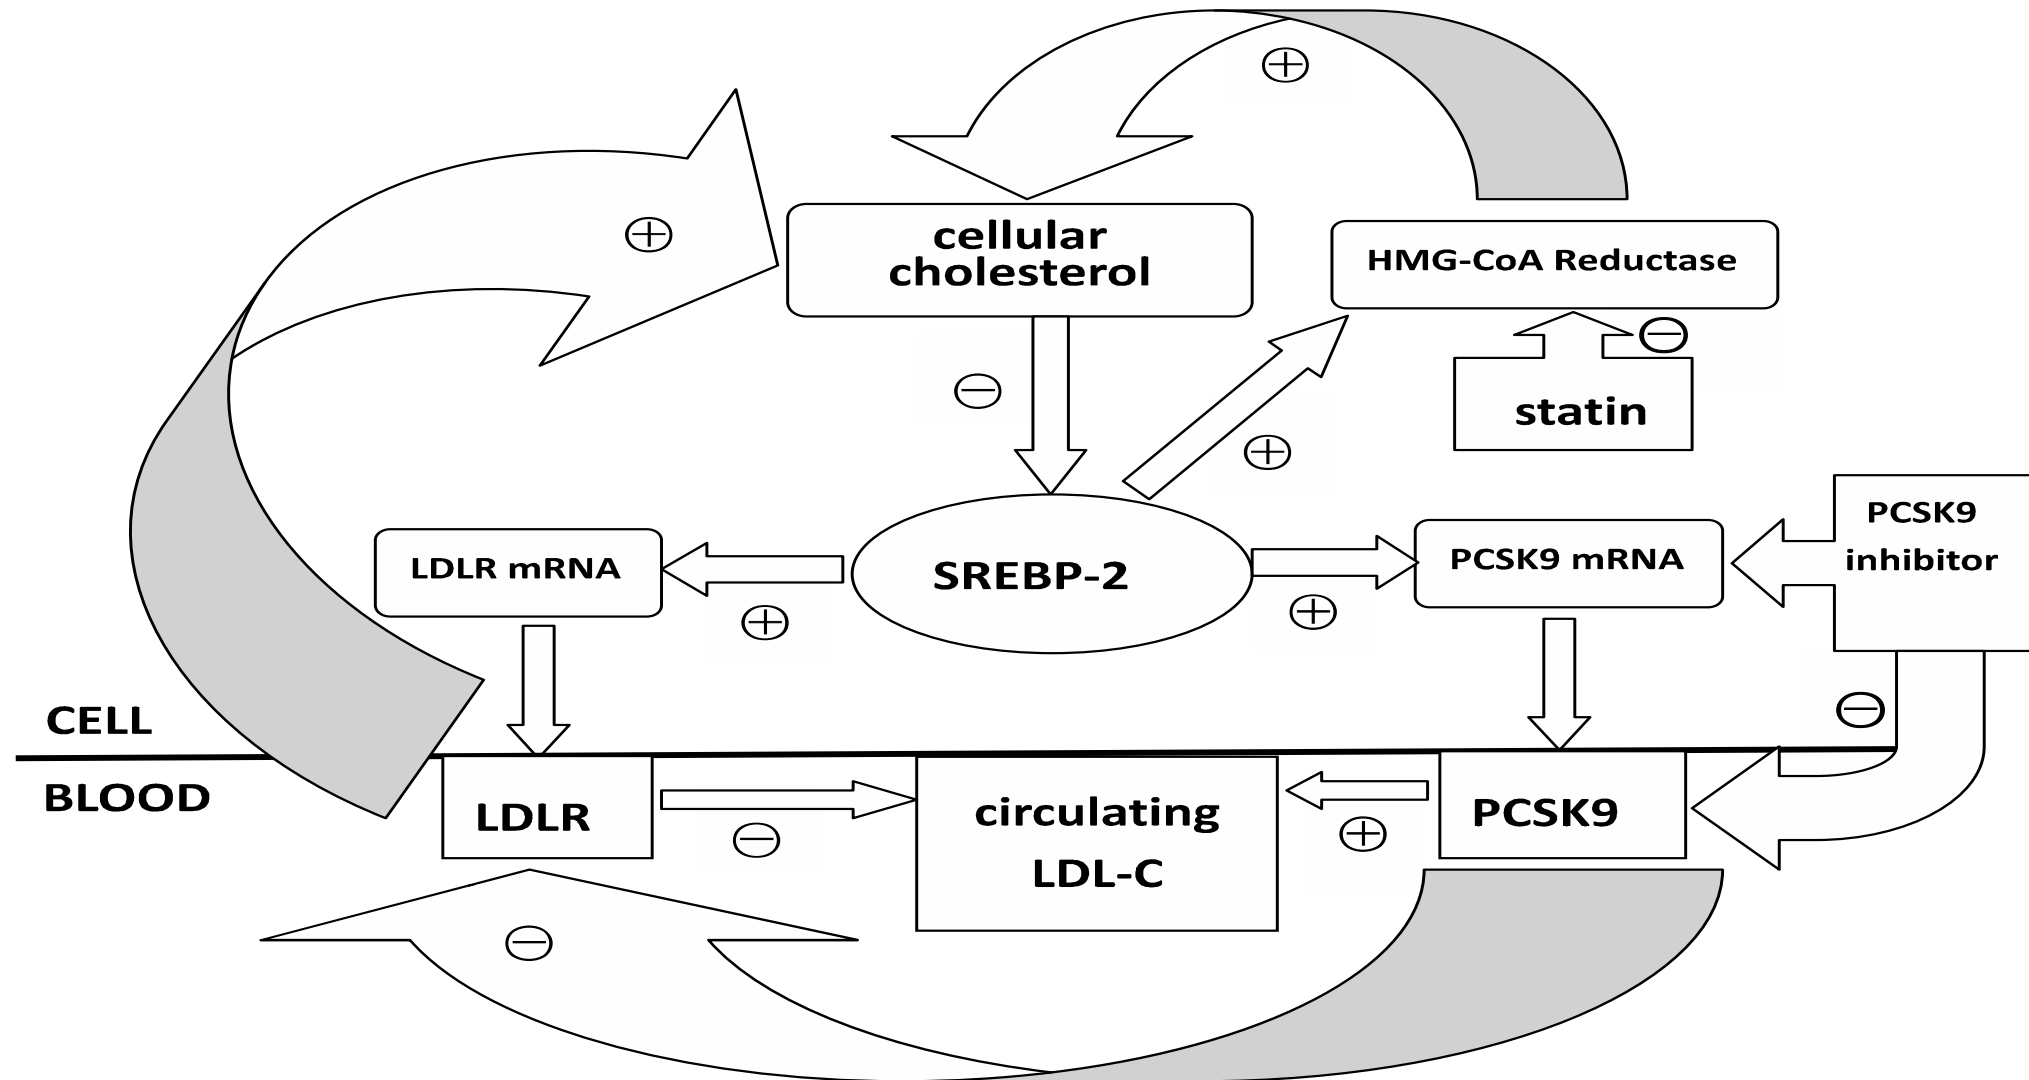 cellular
cholesterol
HMG-CoA Reductase
statin
PCSK9
inhibitor
LDLR mRNA
SREBP-2
PCSK9 mRNA
CELL
BLOOD
LDLR
circulating
LDL-C
PCSK9